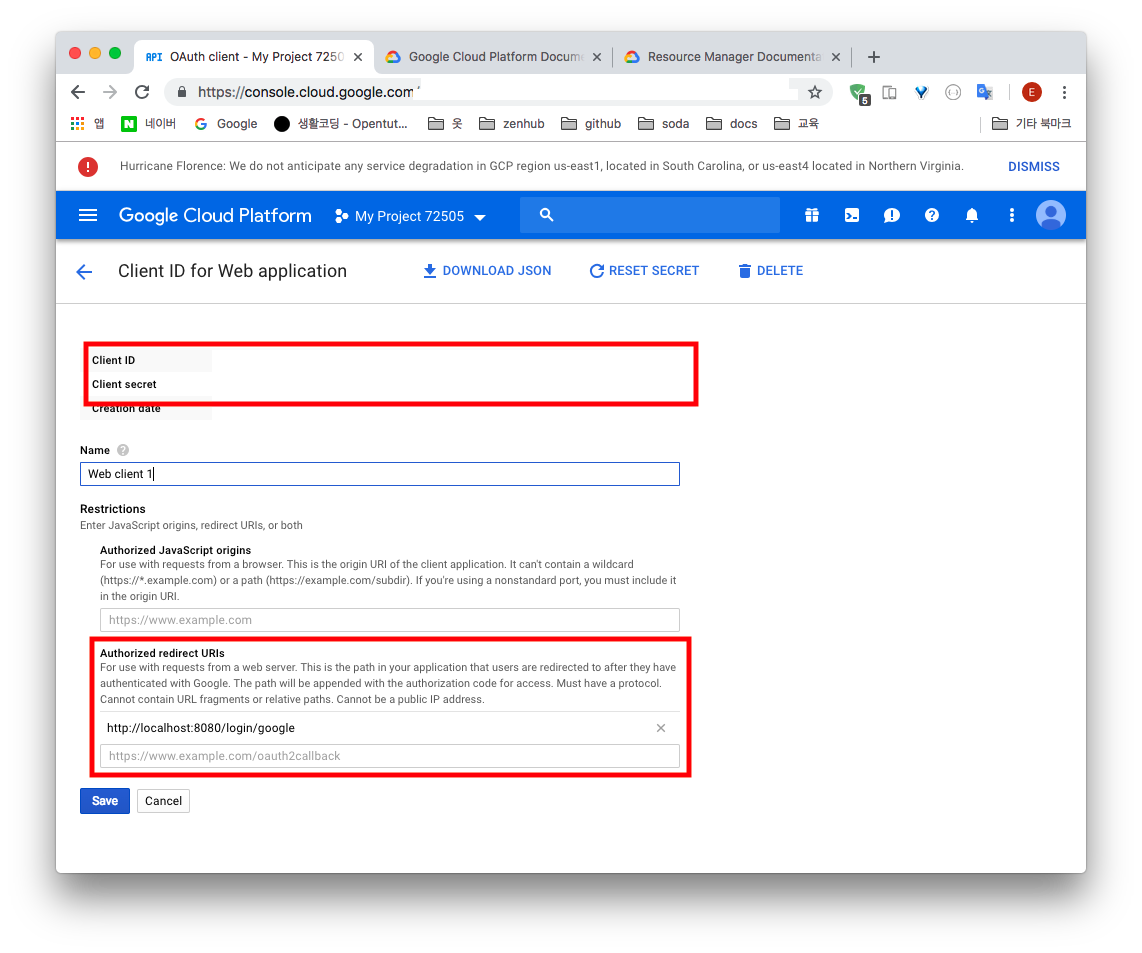 API OAuth client - My Project 7250
Google Cloud Platform Docume
Resource Manager Documenta
https://console.cloud.google.com
5
E
앱
네이버
Google
생활코딩 - Opentut...
옷
zenhub
github
soda
docs
교육
기타 북마크
Hurricane Florence: We do not anticipate any service degradation in GCP region us-east1, located in South Carolina, or us-east4 located in Northern Virginia.
DISMISS
Google Cloud Platform
My Project 72505
Client ID for Web application
DOWNLOAD JSON
RESET SECRET
DELETE
Client ID
Client secret
Creation date
Name
Web client 1
Restrictions
Enter JavaScript origins, redirect URIs, or both
Authorized JavaScript origins
For use with requests from a browser. This is the origin URI of the client application. It can't contain a wildcard
(https://*.example.com) or a path (https://example.com/subdir). If you're using a nonstandard port, you must include it
in the origin URI.
https://www.example.com
Authorized redirect URIs
For use with requests from a web server. This is the path in your application that users are redirected to after they have
authenticated with Google. The path will be appended with the authorization code for access. Must have a protocol.
Cannot contain URL fragments or relative paths. Cannot be a public IP address.
http://localhost:8080/login/google
https://www.example.com/oauth2callback
Save
Cancel